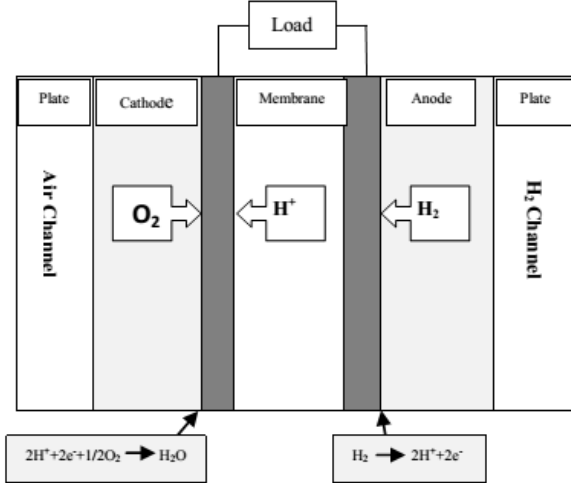 Load
Plate
Cathode
Membrane
Anode
Plate
Air Channel
O₂
H⁺
H₂
H₂ Channel
2H⁺+2e⁻+1/2O₂ → H₂O
H₂ → 2H⁺+2e⁻